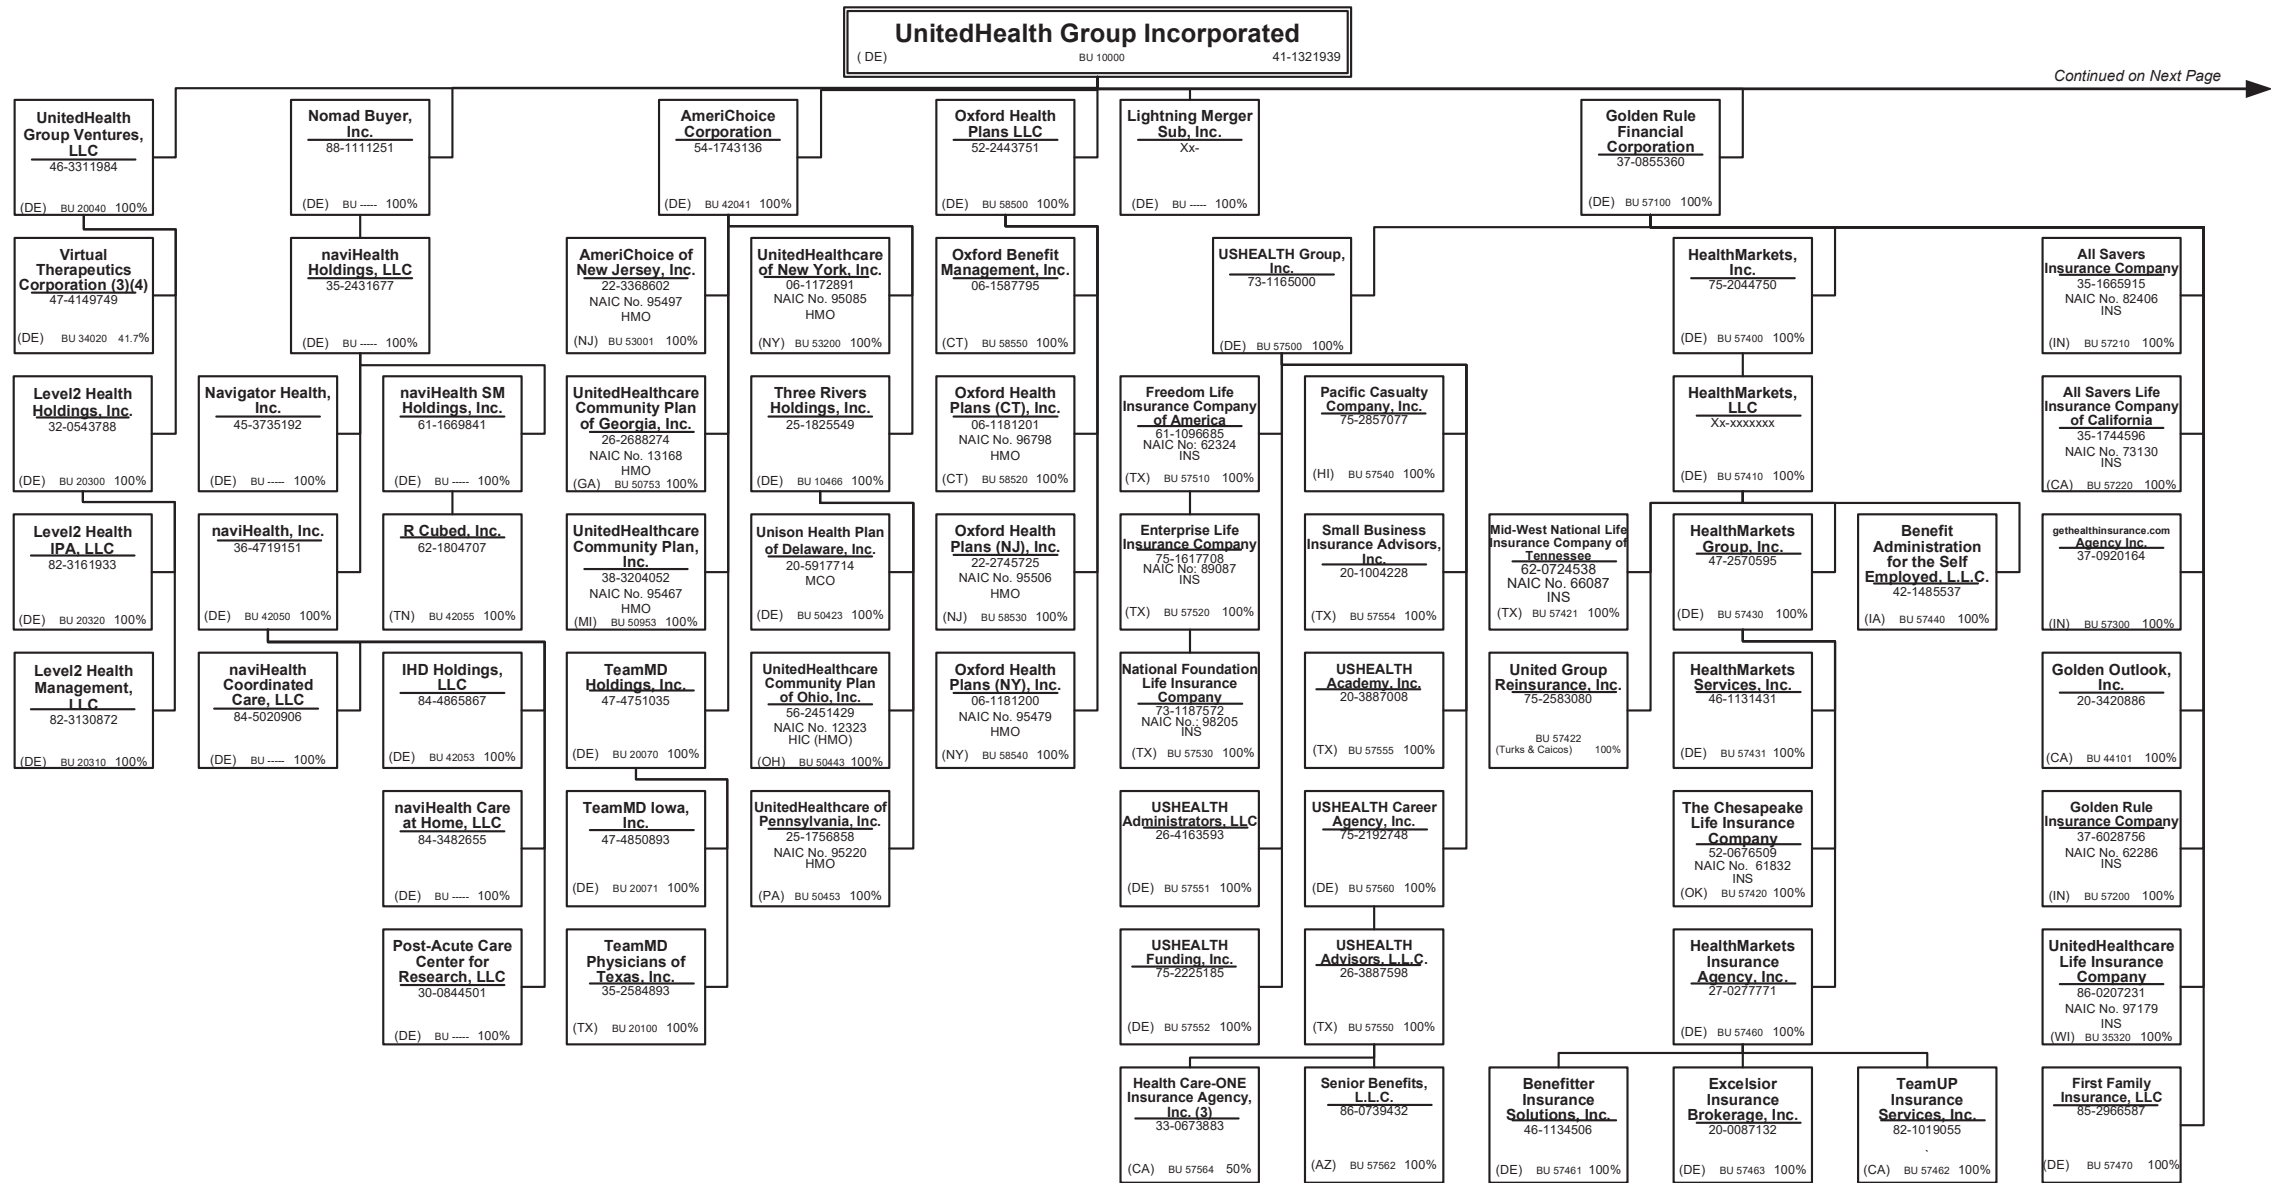 UnitedHealth Group Incorporated
( DE) BU 10000 41-1321939
Continued on Next Page
UnitedHealth
Group Ventures,
LLC
46-3311984
(DE) BU 20040 100%
Nomad Buyer,
Inc.
88-1111251
(DE) BU ----- 100%
AmeriChoice
Corporation
54-1743136
(DE) BU 42041 100%
Oxford Health
Plans LLC
52-2443751
(DE) BU 58500 100%
Lightning Merger
Sub, Inc.
Xx-
(DE) BU ----- 100%
Golden Rule
Financial
Corporation
37-0855360
(DE) BU 57100 100%
Virtual
Therapeutics
Corporation (3)(4)
47-4149749
(DE) BU 34020 41.7%
naviHealth
Holdings, LLC
35-2431677
(DE) BU ----- 100%
AmeriChoice of
New Jersey, Inc.
22-3368602
NAIC No. 95497
HMO
(NJ) BU 53001 100%
UnitedHealthcare
of New York, Inc.
06-1172891
NAIC No. 95085
HMO
(NY) BU 53200 100%
Oxford Benefit
Management, Inc.
06-1587795
(CT) BU 58550 100%
USHEALTH Group,
Inc.
73-1165000
(DE) BU 57500 100%
HealthMarkets,
Inc.
75-2044750
(DE) BU 57400 100%
All Savers
Insurance Company
35-1665915
NAIC No. 82406
INS
(IN) BU 57210 100%
Level2 Health
Holdings, Inc.
32-0543788
(DE) BU 20300 100%
Navigator Health,
Inc.
45-3735192
(DE) BU ----- 100%
naviHealth SM
Holdings, Inc.
61-1669841
(DE) BU ----- 100%
UnitedHealthcare
Community Plan
of Georgia, Inc.
26-2688274
NAIC No. 13168
HMO
(GA) BU 50753 100%
Three Rivers
Holdings, Inc.
25-1825549
(DE) BU 10466 100%
Oxford Health
Plans (CT), Inc.
06-1181201
NAIC No. 96798
HMO
(CT) BU 58520 100%
Freedom Life
Insurance Company
of America
61-1096685
NAIC No: 62324
INS
(TX) BU 57510 100%
Pacific Casualty
Company, Inc.
75-2857077
(HI) BU 57540 100%
HealthMarkets,
LLC
Xx-xxxxxxx
(DE) BU 57410 100%
All Savers Life
Insurance Company
of California
35-1744596
NAIC No. 73130
INS
(CA) BU 57220 100%
Level2 Health
IPA, LLC
82-3161933
(DE) BU 20320 100%
naviHealth, Inc.
36-4719151
(DE) BU 42050 100%
R Cubed, Inc.
62-1804707
(TN) BU 42055 100%
UnitedHealthcare
Community Plan,
Inc.
38-3204052
NAIC No. 95467
HMO
(MI) BU 50953 100%
Unison Health Plan
of Delaware, Inc.
20-5917714
MCO
(DE) BU 50423 100%
Oxford Health
Plans (NJ), Inc.
22-2745725
NAIC No. 95506
HMO
(NJ) BU 58530 100%
Enterprise Life
Insurance Company
75-1617708
NAIC No: 89087
INS
(TX) BU 57520 100%
Small Business
Insurance Advisors,
Inc.
20-1004228
(TX) BU 57554 100%
Mid-West National Life
Insurance Company of
Tennessee
62-0724538
NAIC No. 66087
INS
(TX) BU 57421 100%
HealthMarkets
Group, Inc.
47-2570595
(DE) BU 57430 100%
Benefit
Administration
for the Self
Employed, L.L.C.
42-1485537
(IA) BU 57440 100%
gethealthinsurance.com
Agency Inc.
37-0920164
(IN) BU 57300 100%
Level2 Health
Management,
LLC
82-3130872
(DE) BU 20310 100%
naviHealth
Coordinated
Care, LLC
84-5020906
(DE) BU ----- 100%
IHD Holdings,
LLC
84-4865867
(DE) BU 42053 100%
TeamMD
Holdings, Inc.
47-4751035
(DE) BU 20070 100%
UnitedHealthcare
Community Plan
of Ohio, Inc.
56-2451429
NAIC No. 12323
HIC (HMO)
(OH) BU 50443 100%
Oxford Health
Plans (NY), Inc.
06-1181200
NAIC No. 95479
HMO
(NY) BU 58540 100%
National Foundation
Life Insurance
Company
73-1187572
NAIC No.: 98205
INS
(TX) BU 57530 100%
USHEALTH
Academy, Inc.
20-3887008
(TX) BU 57555 100%
United Group
Reinsurance, Inc.
75-2583080
BU 57422
(Turks & Caicos) 100%
HealthMarkets
Services, Inc.
46-1131431
(DE) BU 57431 100%
Golden Outlook,
Inc.
20-3420886
(CA) BU 44101 100%
naviHealth Care
at Home, LLC
84-3482655
(DE) BU ----- 100%
TeamMD Iowa,
Inc.
47-4850893
(DE) BU 20071 100%
UnitedHealthcare of
Pennsylvania, Inc.
25-1756858
NAIC No. 95220
HMO
(PA) BU 50453 100%
USHEALTH
Administrators, LLC
26-4163593
(DE) BU 57551 100%
USHEALTH Career
Agency, Inc.
75-2192748
(DE) BU 57560 100%
The Chesapeake
Life Insurance
Company
52-0676509
NAIC No. 61832
INS
(OK) BU 57420 100%
Golden Rule
Insurance Company
37-6028756
NAIC No. 62286
INS
(IN) BU 57200 100%
Post-Acute Care
Center for
Research, LLC
30-0844501
(DE) BU ----- 100%
TeamMD
Physicians of
Texas, Inc.
35-2584893
(TX) BU 20100 100%
USHEALTH
Funding, Inc.
75-2225185
(DE) BU 57552 100%
USHEALTH
Advisors, L.L.C.
26-3887598
(TX) BU 57550 100%
HealthMarkets
Insurance
Agency, Inc.
27-0277771
(DE) BU 57460 100%
UnitedHealthcare
Life Insurance
Company
86-0207231
NAIC No. 97179
INS
(WI) BU 35320 100%
Health Care-ONE
Insurance Agency,
Inc. (3)
33-0673883
(CA) BU 57564 50%
Senior Benefits,
L.L.C.
86-0739432
(AZ) BU 57562 100%
Benefitter
Insurance
Solutions, Inc.
46-1134506
(DE) BU 57461 100%
Excelsior
Insurance
Brokerage, Inc.
20-0087132
(DE) BU 57463 100%
TeamUP
Insurance
Services, Inc.
82-1019055
(CA) BU 57462 100%
First Family
Insurance, LLC
85-2966587
(DE) BU 57470 100%